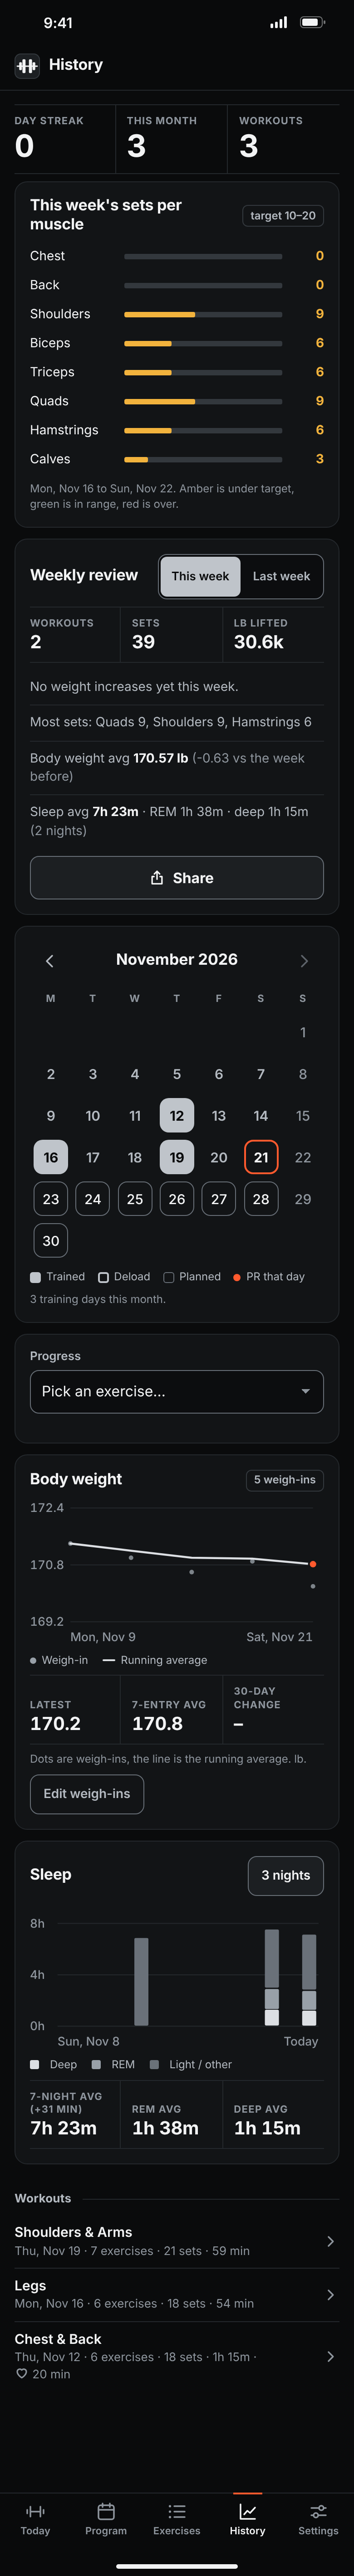 9:41
History
DAY STREAK
0
THIS MONTH
3
WORKOUTS
3
This week's sets per
muscle
target 10–20
Chest 0
Back 0
Shoulders 9
Biceps 6
Triceps 6
Quads 9
Hamstrings 6
Calves 3
Mon, Nov 16 to Sun, Nov 22. Amber is under target,
green is in range, red is over.
Weekly review
This week
Last week
WORKOUTS
2
SETS
39
LB LIFTED
30.6k
No weight increases yet this week.
Most sets: Quads 9, Shoulders 9, Hamstrings 6
Body weight avg 170.57 lb (-0.63 vs the week
before)
Sleep avg 7h 23m · REM 1h 38m · deep 1h 15m
(2 nights)
Share
November 2026
M T W T F S S
1
2 3 4 5 6 7 8
9 10 11 12 13 14 15
16 17 18 19 20 21 22
23 24 25 26 27 28 29
30
Trained Deload Planned PR that day
3 training days this month.
Progress
Pick an exercise...
Body weight
5 weigh-ins
172.4
170.8
169.2
Mon, Nov 9 Sat, Nov 21
Weigh-in Running average
LATEST
170.2
7-ENTRY AVG
170.8
30-DAY
CHANGE
–
Dots are weigh-ins, the line is the running average. lb.
Edit weigh-ins
Sleep
3 nights
8h
4h
0h
Sun, Nov 8 Today
Deep REM Light / other
7-NIGHT AVG
(+31 MIN)
7h 23m
REM AVG
1h 38m
DEEP AVG
1h 15m
Workouts
Shoulders & Arms
Thu, Nov 19 · 7 exercises · 21 sets · 59 min
Legs
Mon, Nov 16 · 6 exercises · 18 sets · 54 min
Chest & Back
Thu, Nov 12 · 6 exercises · 18 sets · 1h 15m ·
20 min
Today Program Exercises History Settings